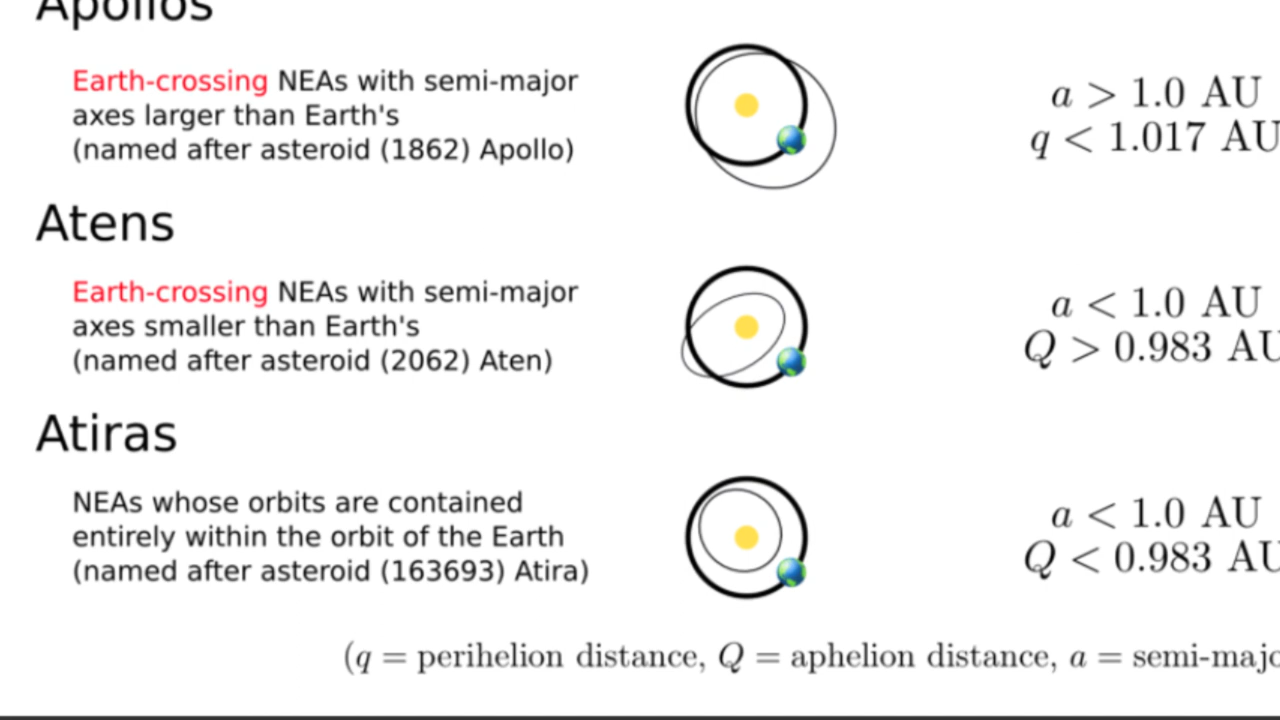 Apollos
Earth-crossing NEAs with semi-major
axes larger than Earth's
(named after asteroid (1862) Apollo)
a > 1.0 AU
q < 1.017 AU
Atens
Earth-crossing NEAs with semi-major
axes smaller than Earth's
(named after asteroid (2062) Aten)
a < 1.0 AU
Q > 0.983 AU
Atiras
NEAs whose orbits are contained
entirely within the orbit of the Earth
(named after asteroid (163693) Atira)
a < 1.0 AU
Q < 0.983 AU
(q = perihelion distance, Q = aphelion distance, a = semi-majo